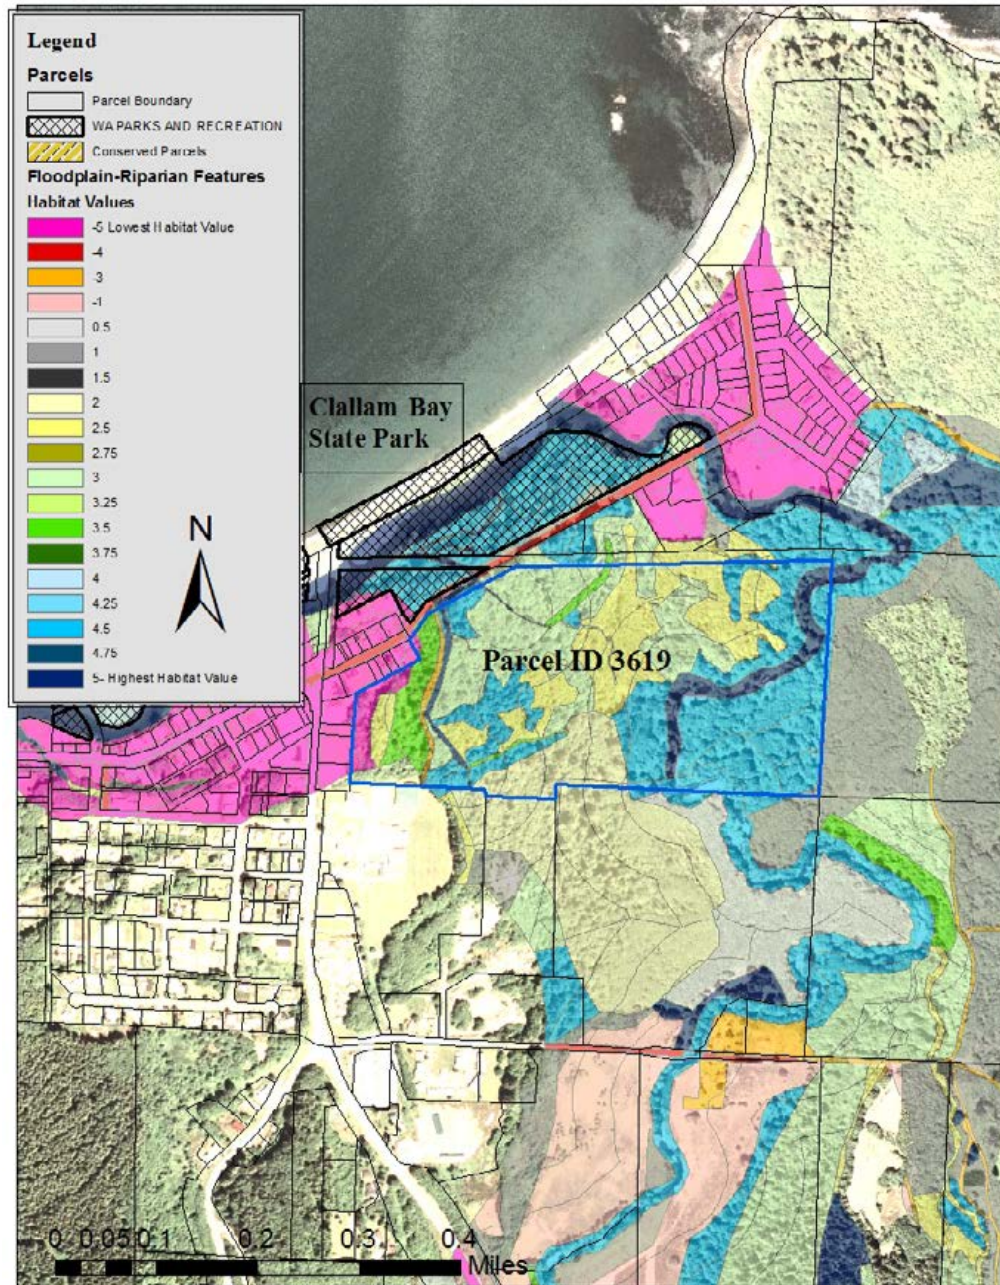 Legend
Parcels
Parcel Boundary
WA PARKS AND RECREATION
Conserved Parcels
Floodplain-Riparian Features
Habitat Values
-5 Lowest Habitat Value
-4
-3
-1
0.5
1
1.5
2
2.5
2.75
3
3.25
3.5
3.75
4
4.25
4.5
4.75
5- Highest Habitat Value
N
Clallam Bay
State Park
Parcel ID 3619
0 0.05 0.1 0.2 0.3 0.4
Miles